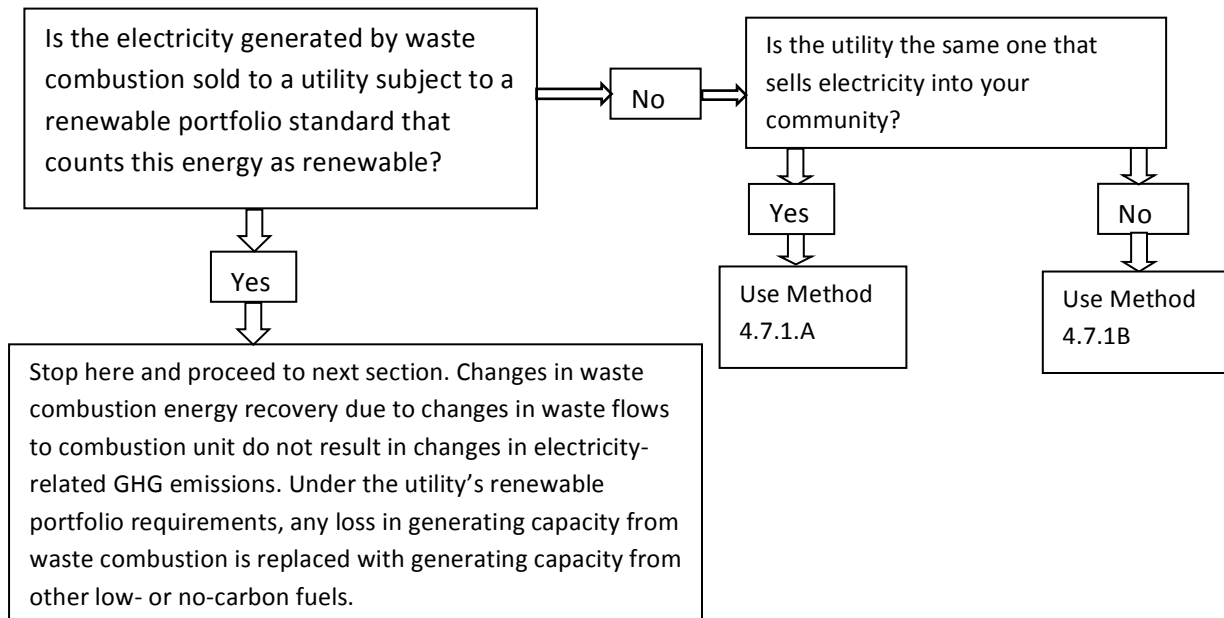 Is the electricity generated by waste
combustion sold to a utility subject to a
renewable portfolio standard that
counts this energy as renewable?
No
Is the utility the same one that
sells electricity into your
community?
Yes
No
Yes
Use Method
4.7.1.A
Use Method
4.7.1B
Stop here and proceed to next section. Changes in waste
combustion energy recovery due to changes in waste flows
to combustion unit do not result in changes in electricity-
related GHG emissions. Under the utility’s renewable
portfolio requirements, any loss in generating capacity from
waste combustion is replaced with generating capacity from
other low- or no-carbon fuels.